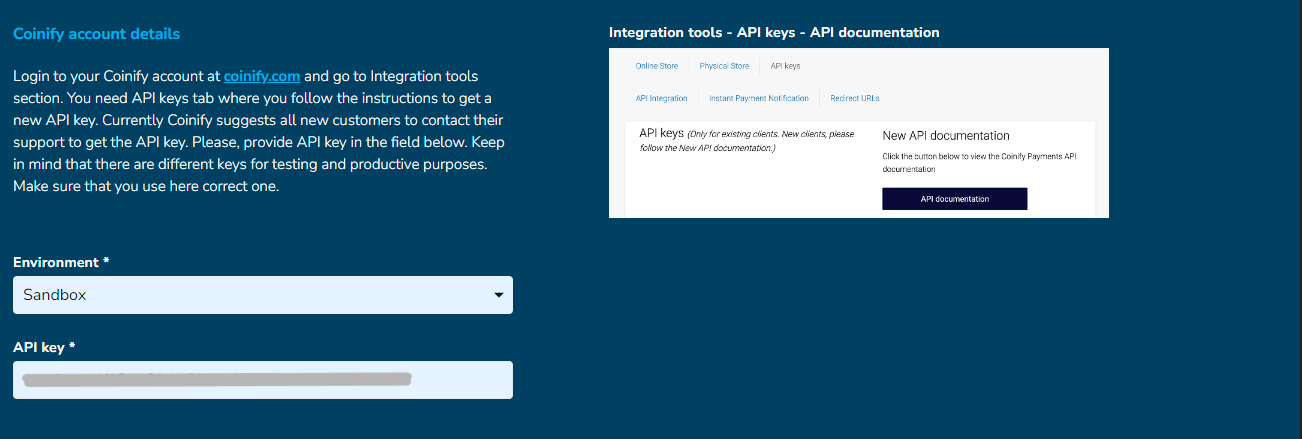 Coinify account details
Login to your Coinify account at coinify.com and go to Integration tools
section. You need API keys tab where you follow the instructions to get a
new API key. Currently Coinify suggests all new customers to contact their
support to get the API key. Please, provide API key in the field below. Keep
in mind that there are different keys for testing and productive purposes.
Make sure that you use here correct one.
Environment *
Sandbox
API key *
Integration tools - API keys - API documentation
Online Store
Physical Store
API keys
API Integration
Instant Payment Notification
Redirect URLs
API keys (Only for existing clients. New clients, please
follow the New API documentation.)
New API documentation
Click the button below to view the Coinify Payments API
documentation
API documentation